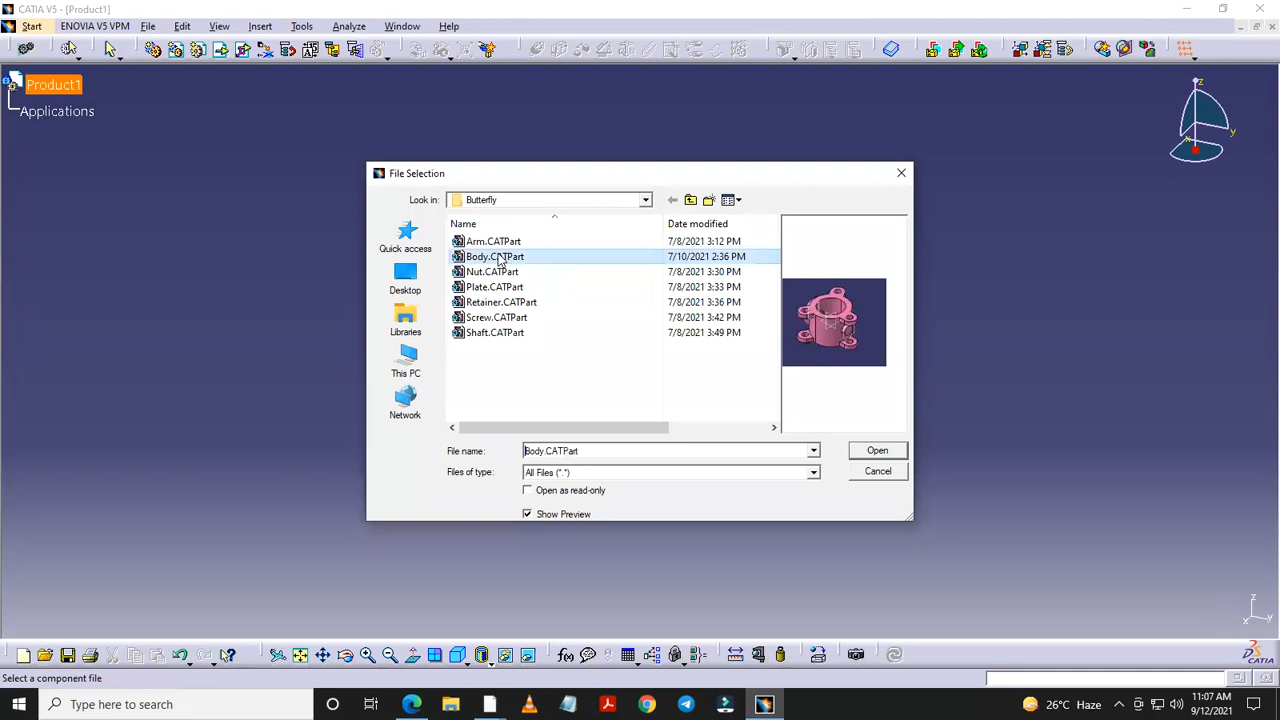 CATIA V5 - [Product1]
Start ENOVIA V5 VPM File Edit View Insert Tools Analyze Window Help
Product1
Applications
z
y
x
File Selection
Look in: Butterfly
Name Date modified
Quick access
Desktop
Libraries
This PC
Network
Arm.CATPart 7/8/2021 3:12 PM
Body.CATPart 7/10/2021 2:36 PM
Nut.CATPart 7/8/2021 3:30 PM
Plate.CATPart 7/8/2021 3:33 PM
Retainer.CATPart 7/8/2021 3:36 PM
Screw.CATPart 7/8/2021 3:42 PM
Shaft.CATPart 7/8/2021 3:49 PM
File name: Body.CATPart Open
Files of type: All Files (*.*) Cancel
Open as read-only
Show Preview
z
x y
f(x)
CATIA
Select a component file
Type here to search
26°C Haze
11:07 AM
9/12/2021